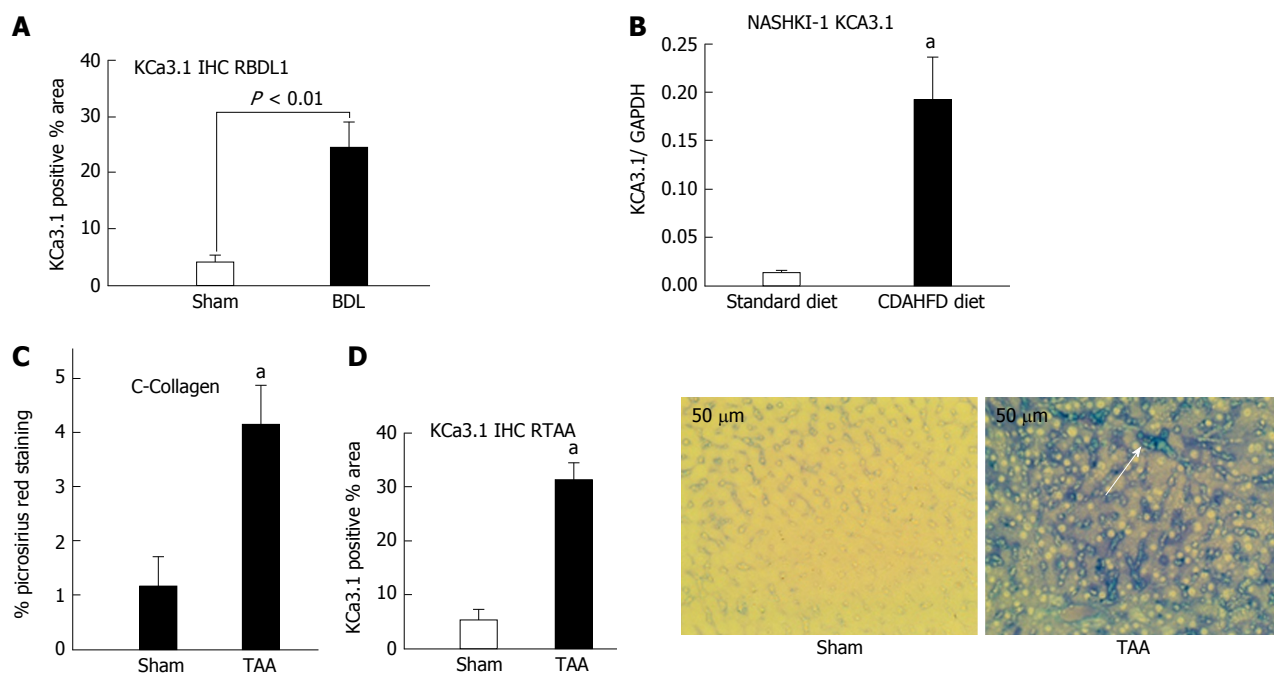 A
KCa3.1 IHC RBDL1
P < 0.01
KCa3.1 positive % area
40
30
20
10
0
Sham BDL
B
NASHKI-1 KCA3.1
a
KCA3.1/ GAPDH
0.25
0.20
0.15
0.10
0.05
0.00
Standard diet CDAHFD diet
C
C-Collagen
a
% picrosirius red staining
5
4
3
2
1
0
Sham TAA
D
KCa3.1 IHC RTAA
a
KCa3.1 positive % area
40
30
20
10
0
Sham TAA
50 μm
Sham
50 μm
TAA